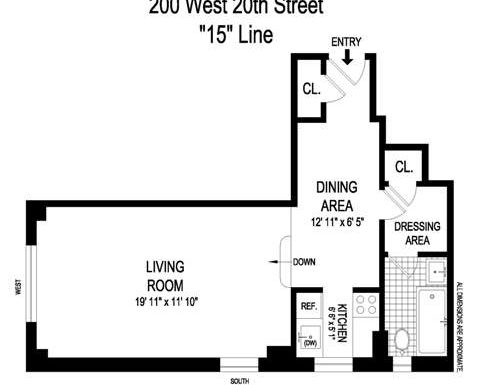 200 West 20th Street
"15" Line
ENTRY
CL.
CL.
DINING
AREA
12' 11" x 6' 5"
DRESSING
AREA
LIVING
ROOM
19' 11" x 11' 10"
DOWN
WEST
REF.
(DW)
KITCHEN
6' 6" x 5' 1"
ALL DIMENSIONS ARE APPROXIMATE
SOUTH